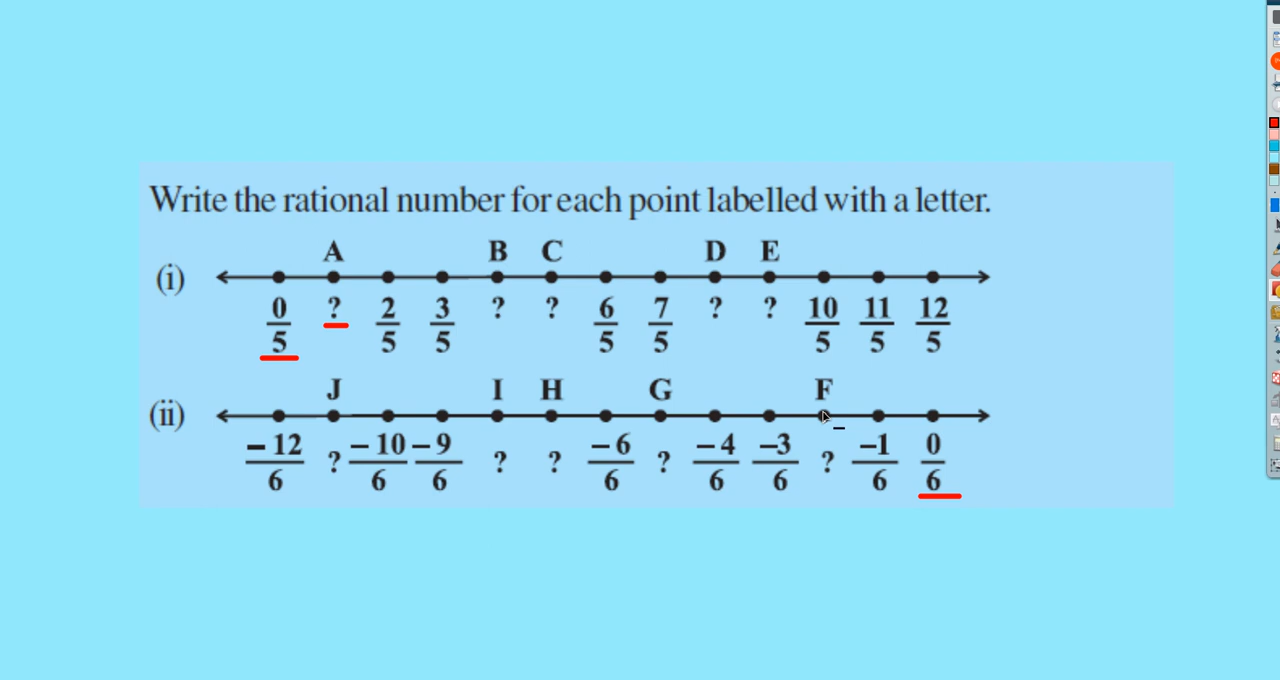 Write the rational number for each point labelled with a letter.
A B C D E
(i)
0/5 ? 2/5 3/5 ? ? 6/5 7/5 ? ? 10/5 11/5 12/5
J I H G F
(ii)
–12/6 ? –10/6 –9/6 ? ? –6/6 ? –4/6 –3/6 ? –1/6 0/6